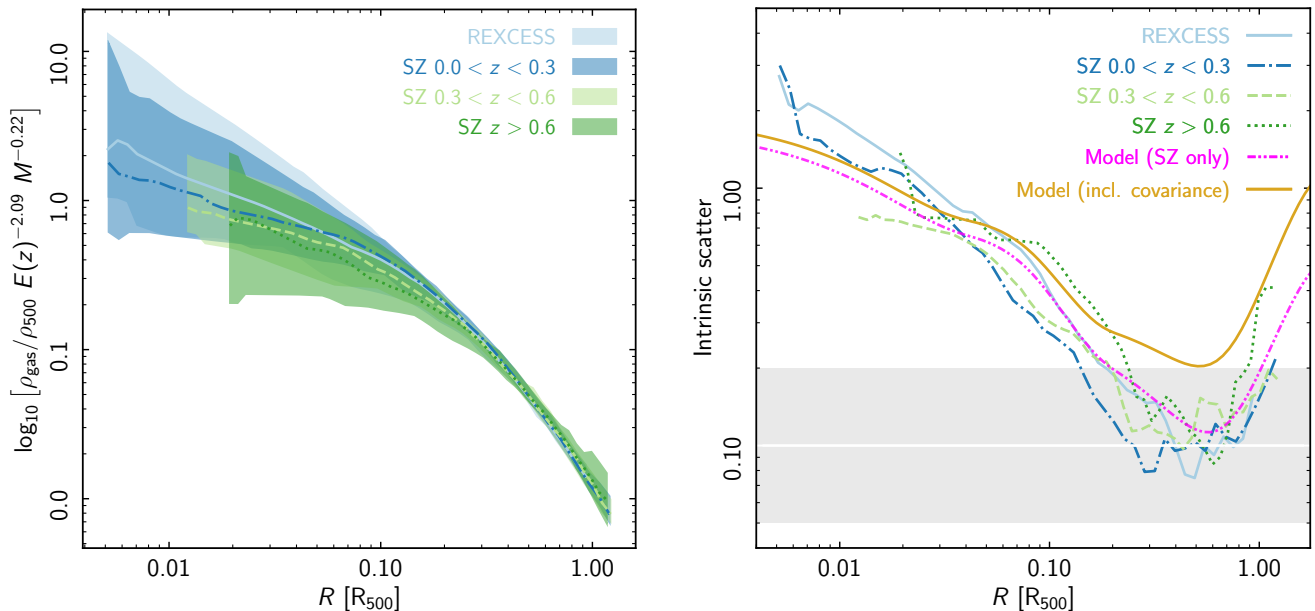 REXCESS
SZ 0.0 < z < 0.3
SZ 0.3 < z < 0.6
SZ z > 0.6
log₁₀ [ρgas/ρ500 E(z)⁻²·⁰⁹ M⁻⁰·²²]
10.0
1.0
0.1
0.0
0.01
0.10
1.00
R [R₅₀₀]
REXCESS
SZ 0.0 < z < 0.3
SZ 0.3 < z < 0.6
SZ z > 0.6
Model (SZ only)
Model (incl. covariance)
Intrinsic scatter
1.00
0.10
0.01
0.10
1.00
R [R₅₀₀]